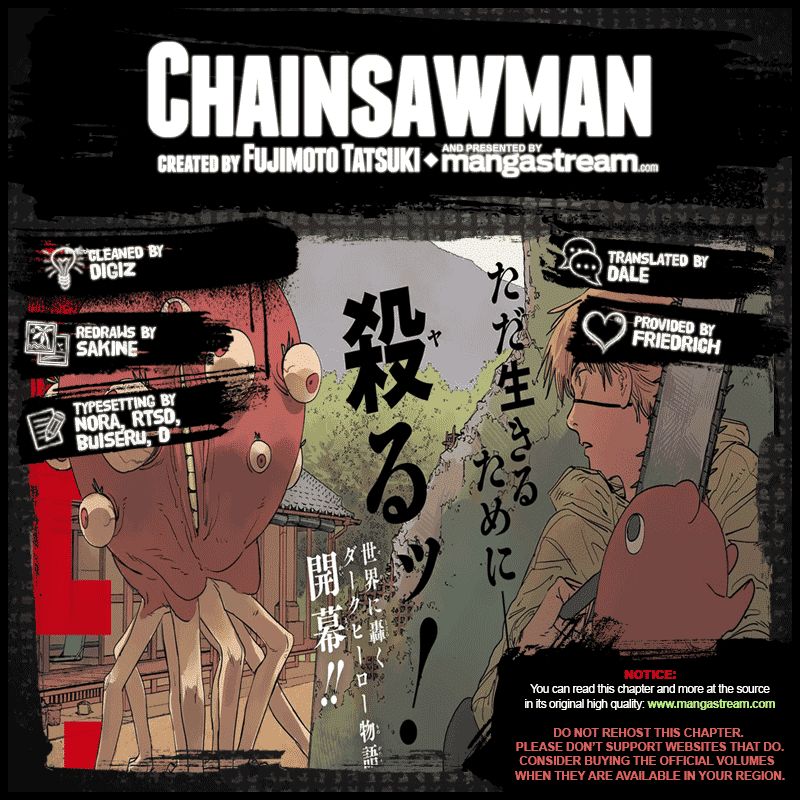 CHAINSAWMAN
CREATED BY FUJIMOTO TATSUKI ◆ AND PRESENTED BY mangastream.com
CLEANED BY
DIGIZ
REDRAWS BY
SAKINE
TYPESETTING BY
NORA, RTSD,
BUISERU, D
TRANSLATED BY
DALE
PROVIDED BY
FRIEDRICH
ただ生きる
ために—
殺るッ!
ヤ
世界に轟く
ダークヒーロー物語
開幕!!
NOTICE:
You can read this chapter and more at the source
in its original high quality: www.mangastream.com
DO NOT REHOST THIS CHAPTER.
PLEASE DON'T SUPPORT WEBSITES THAT DO.
CONSIDER BUYING THE OFFICIAL VOLUMES
WHEN THEY ARE AVAILABLE IN YOUR REGION.